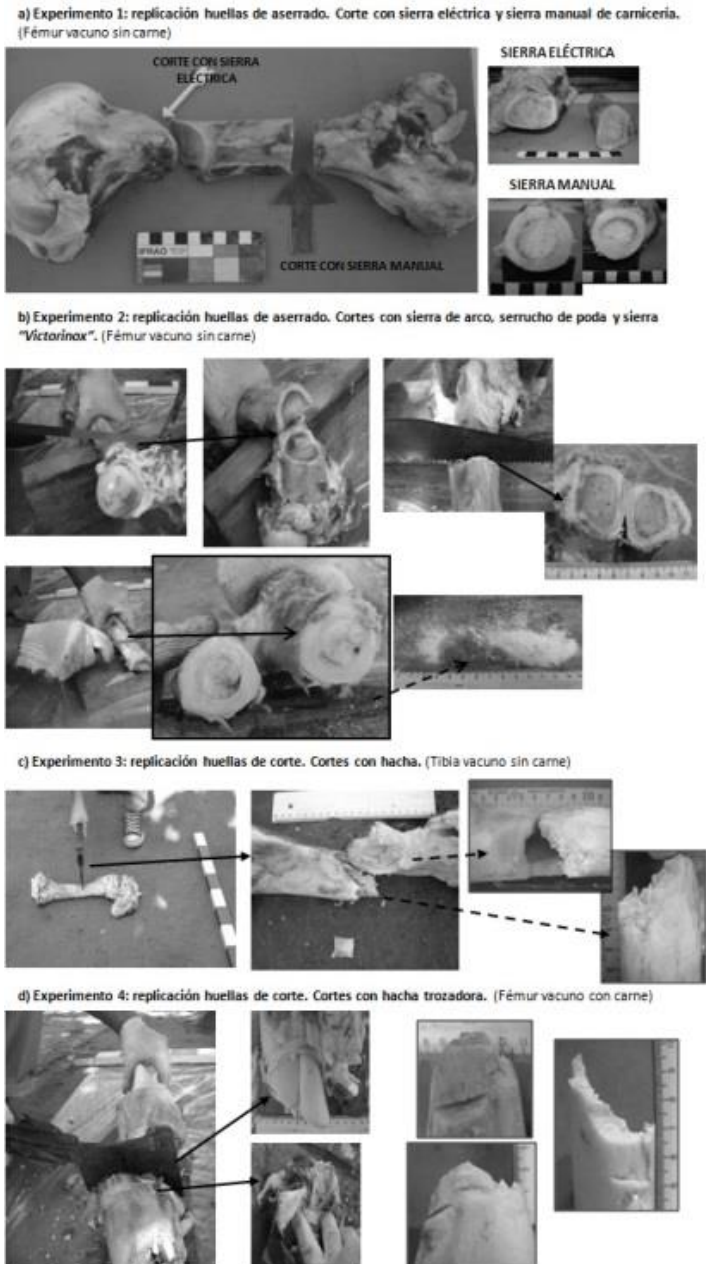 a) Experimento 1: replicación huellas de aserrado. Corte con sierra eléctrica y sierra manual de carnicería.
(Fémur vacuno sin carne)
CORTE CON SIERRA
ELÉCTRICA
SIERRA ELÉCTRICA
SIERRA MANUAL
IFRAO
CORTE CON SIERRA MANUAL
b) Experimento 2: replicación huellas de aserrado. Cortes con sierra de arco, serrucho de poda y sierra
"Victorinox". (Fémur vacuno sin carne)
c) Experimento 3: replicación huellas de corte. Cortes con hacha. (Tibia vacuno sin carne)
d) Experimento 4: replicación huellas de corte. Cortes con hacha trozadora. (Fémur vacuno con carne)